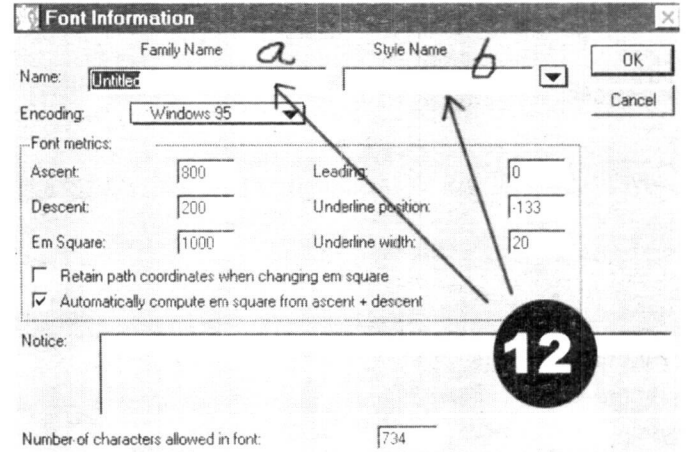 Font Information
Family Name a Style Name b OK
Name: Untitled
Cancel
Encoding: Windows 95
Font metrics:
Ascent: 800 Leading: 0
Descent: 200 Underline position: -133
Em Square: 1000 Underline width: 20
Retain path coordinates when changing em square
Automatically compute em square from ascent + descent
12
Notice:
Number of characters allowed in font: 734